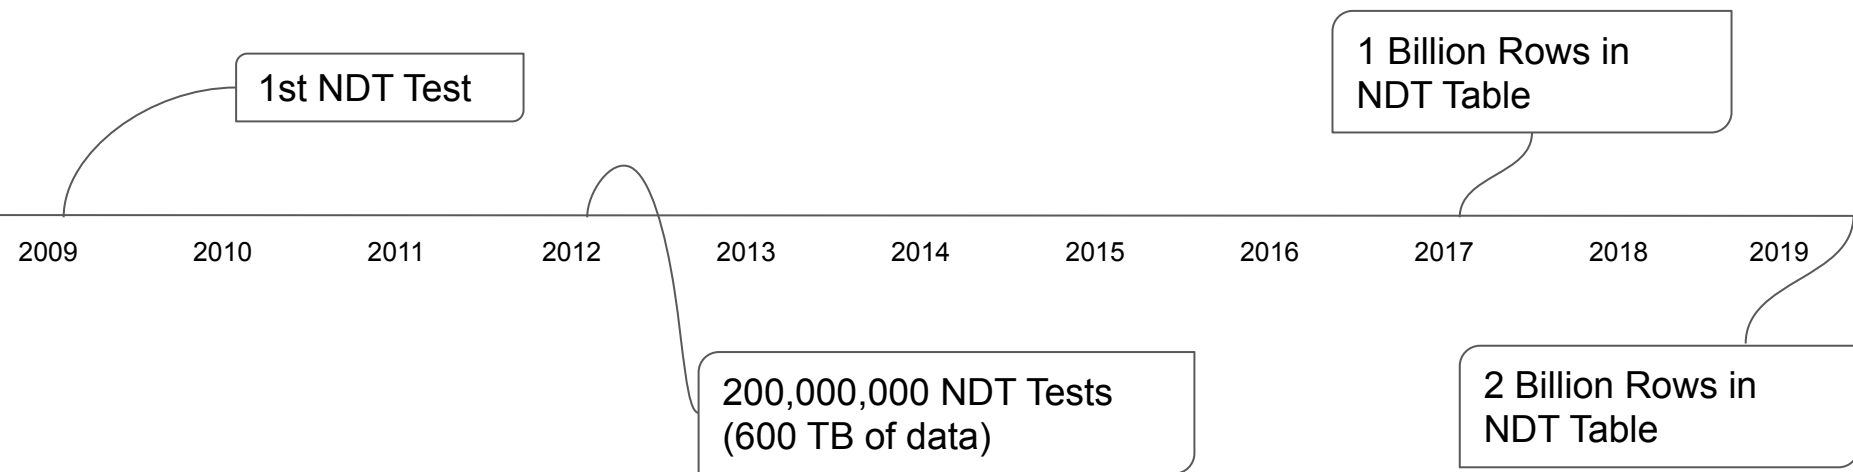 1st NDT Test
1 Billion Rows in
NDT Table
2009
2010
2011
2012
2013
2014
2015
2016
2017
2018
2019
200,000,000 NDT Tests
(600 TB of data)
2 Billion Rows in
NDT Table